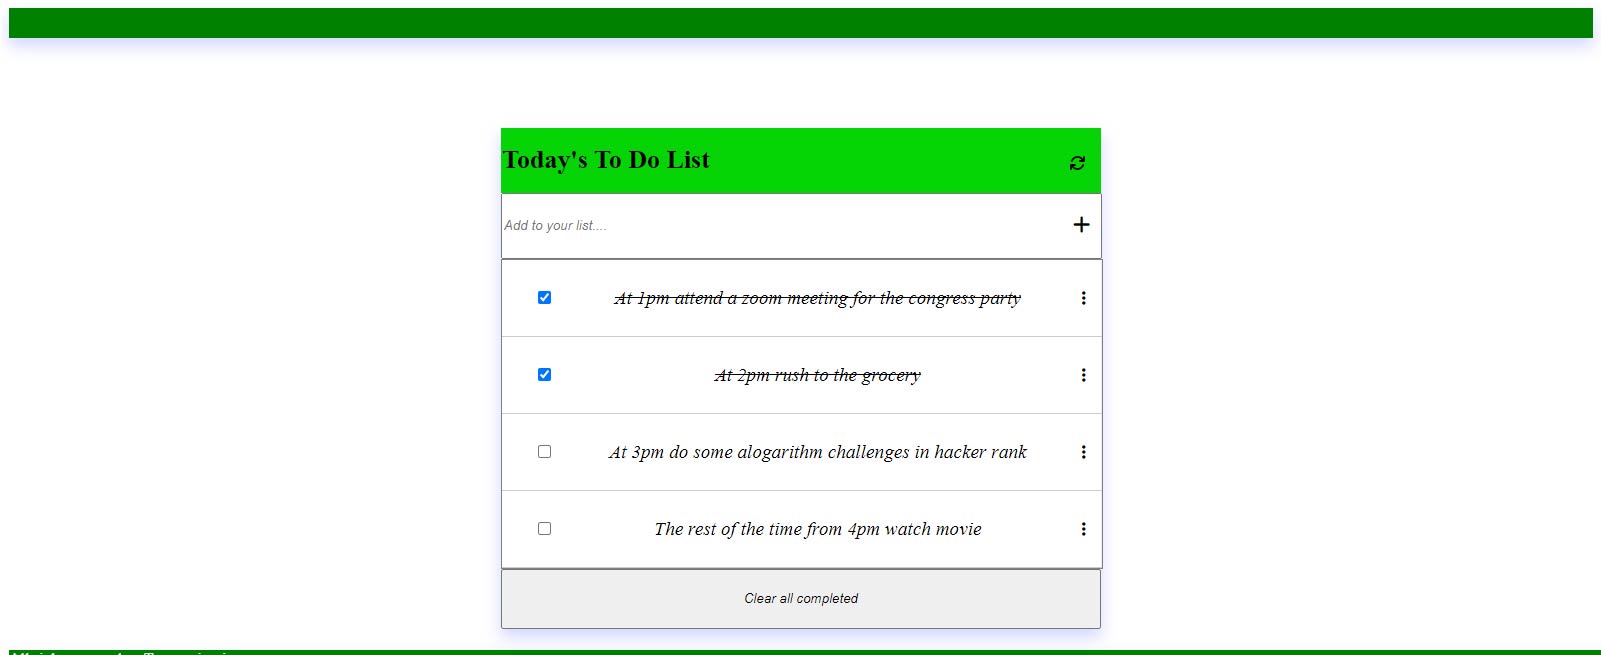 Today's To Do List
Add to your list....
At 1pm attend a zoom meeting for the congress party
At 2pm rush to the grocery
At 3pm do some alogarithm challenges in hacker rank
The rest of the time from 4pm watch movie
Clear all completed